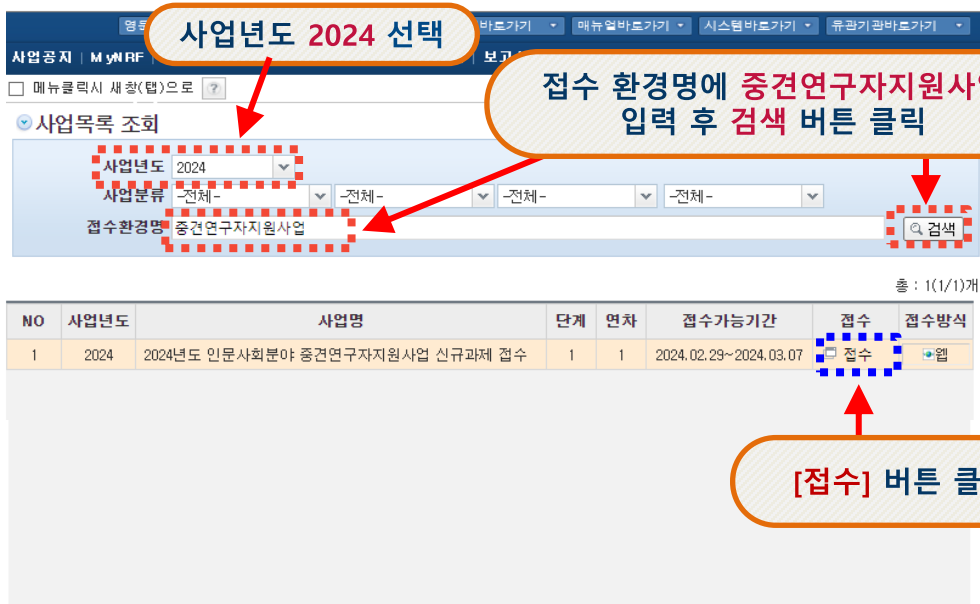 사업년도 2024 선택
바로가기
매뉴얼바로가기
시스템바로가기
유관기관바로가기
사업공지 | MyNRF
메뉴클릭시 새창(탭)으로 ?
접수 환경명에 중견연구자지원사업
입력 후 검색 버튼 클릭
사업목록 조회
사업년도 2024
사업분류 -전체- -전체- -전체- -전체-
접수환경명 중견연구자지원사업 검색
총 : 1(1/1)개
NO 사업년도 사업명 단계 연차 접수가능기간 접수 접수방식
1 2024 2024년도 인문사회분야 중견연구자지원사업 신규과제 접수 1 1 2024.02.29~2024.03.07 접수 웹
[접수] 버튼 클